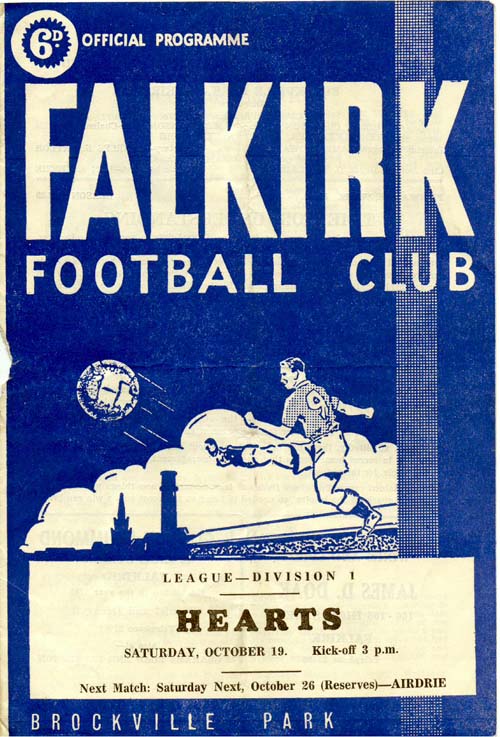 6D.
OFFICIAL PROGRAMME
FALKIRK
FOOTBALL CLUB
9
LEAGUE—DIVISION 1
HEARTS
SATURDAY, OCTOBER 19. Kick-off 3 p.m.
Next Match: Saturday Next, October 26 (Reserves)—AIRDRIE
BROCKVILLE PARK